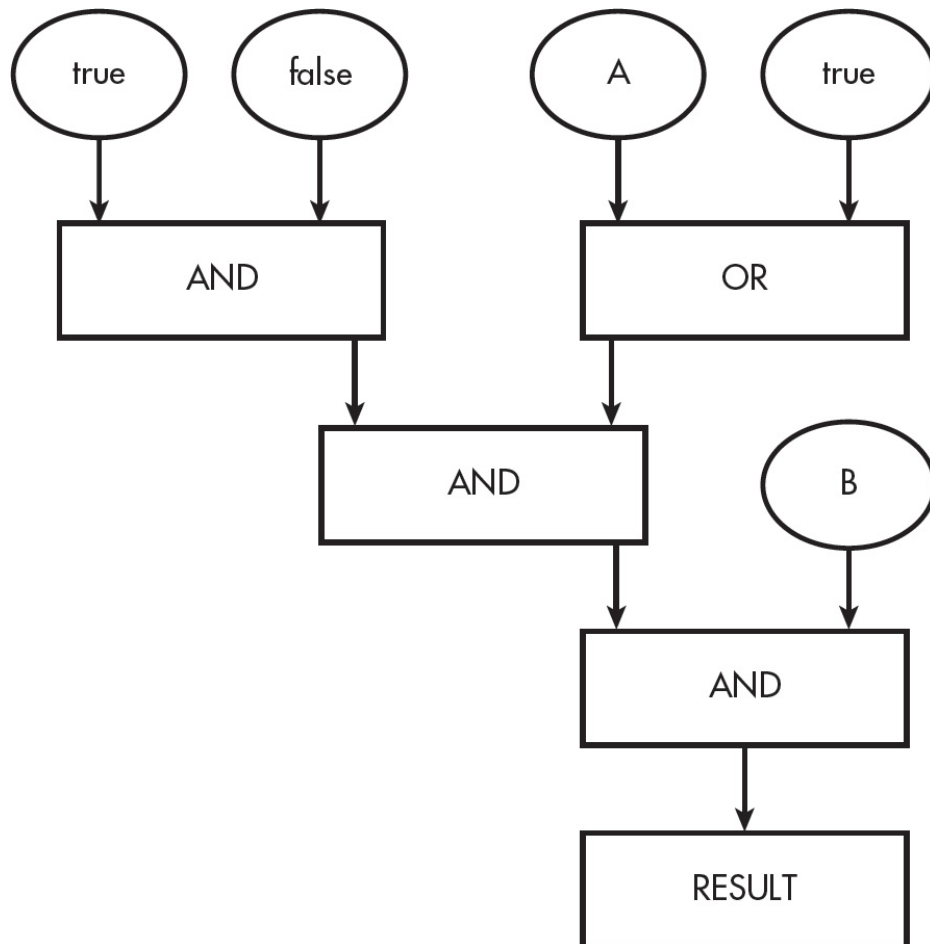 true
false
A
true
AND
OR
AND
B
AND
RESULT